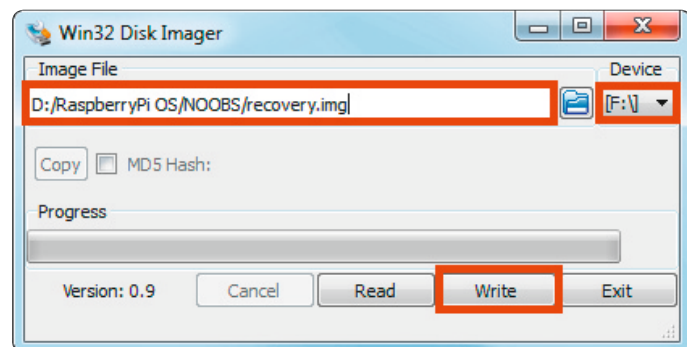 Win32 Disk Imager
Image File Device
D:/RaspberryPi OS/NOOBS/recovery.img [F:\]
Copy MD5 Hash:
Progress
Version: 0.9 Cancel Read Write Exit